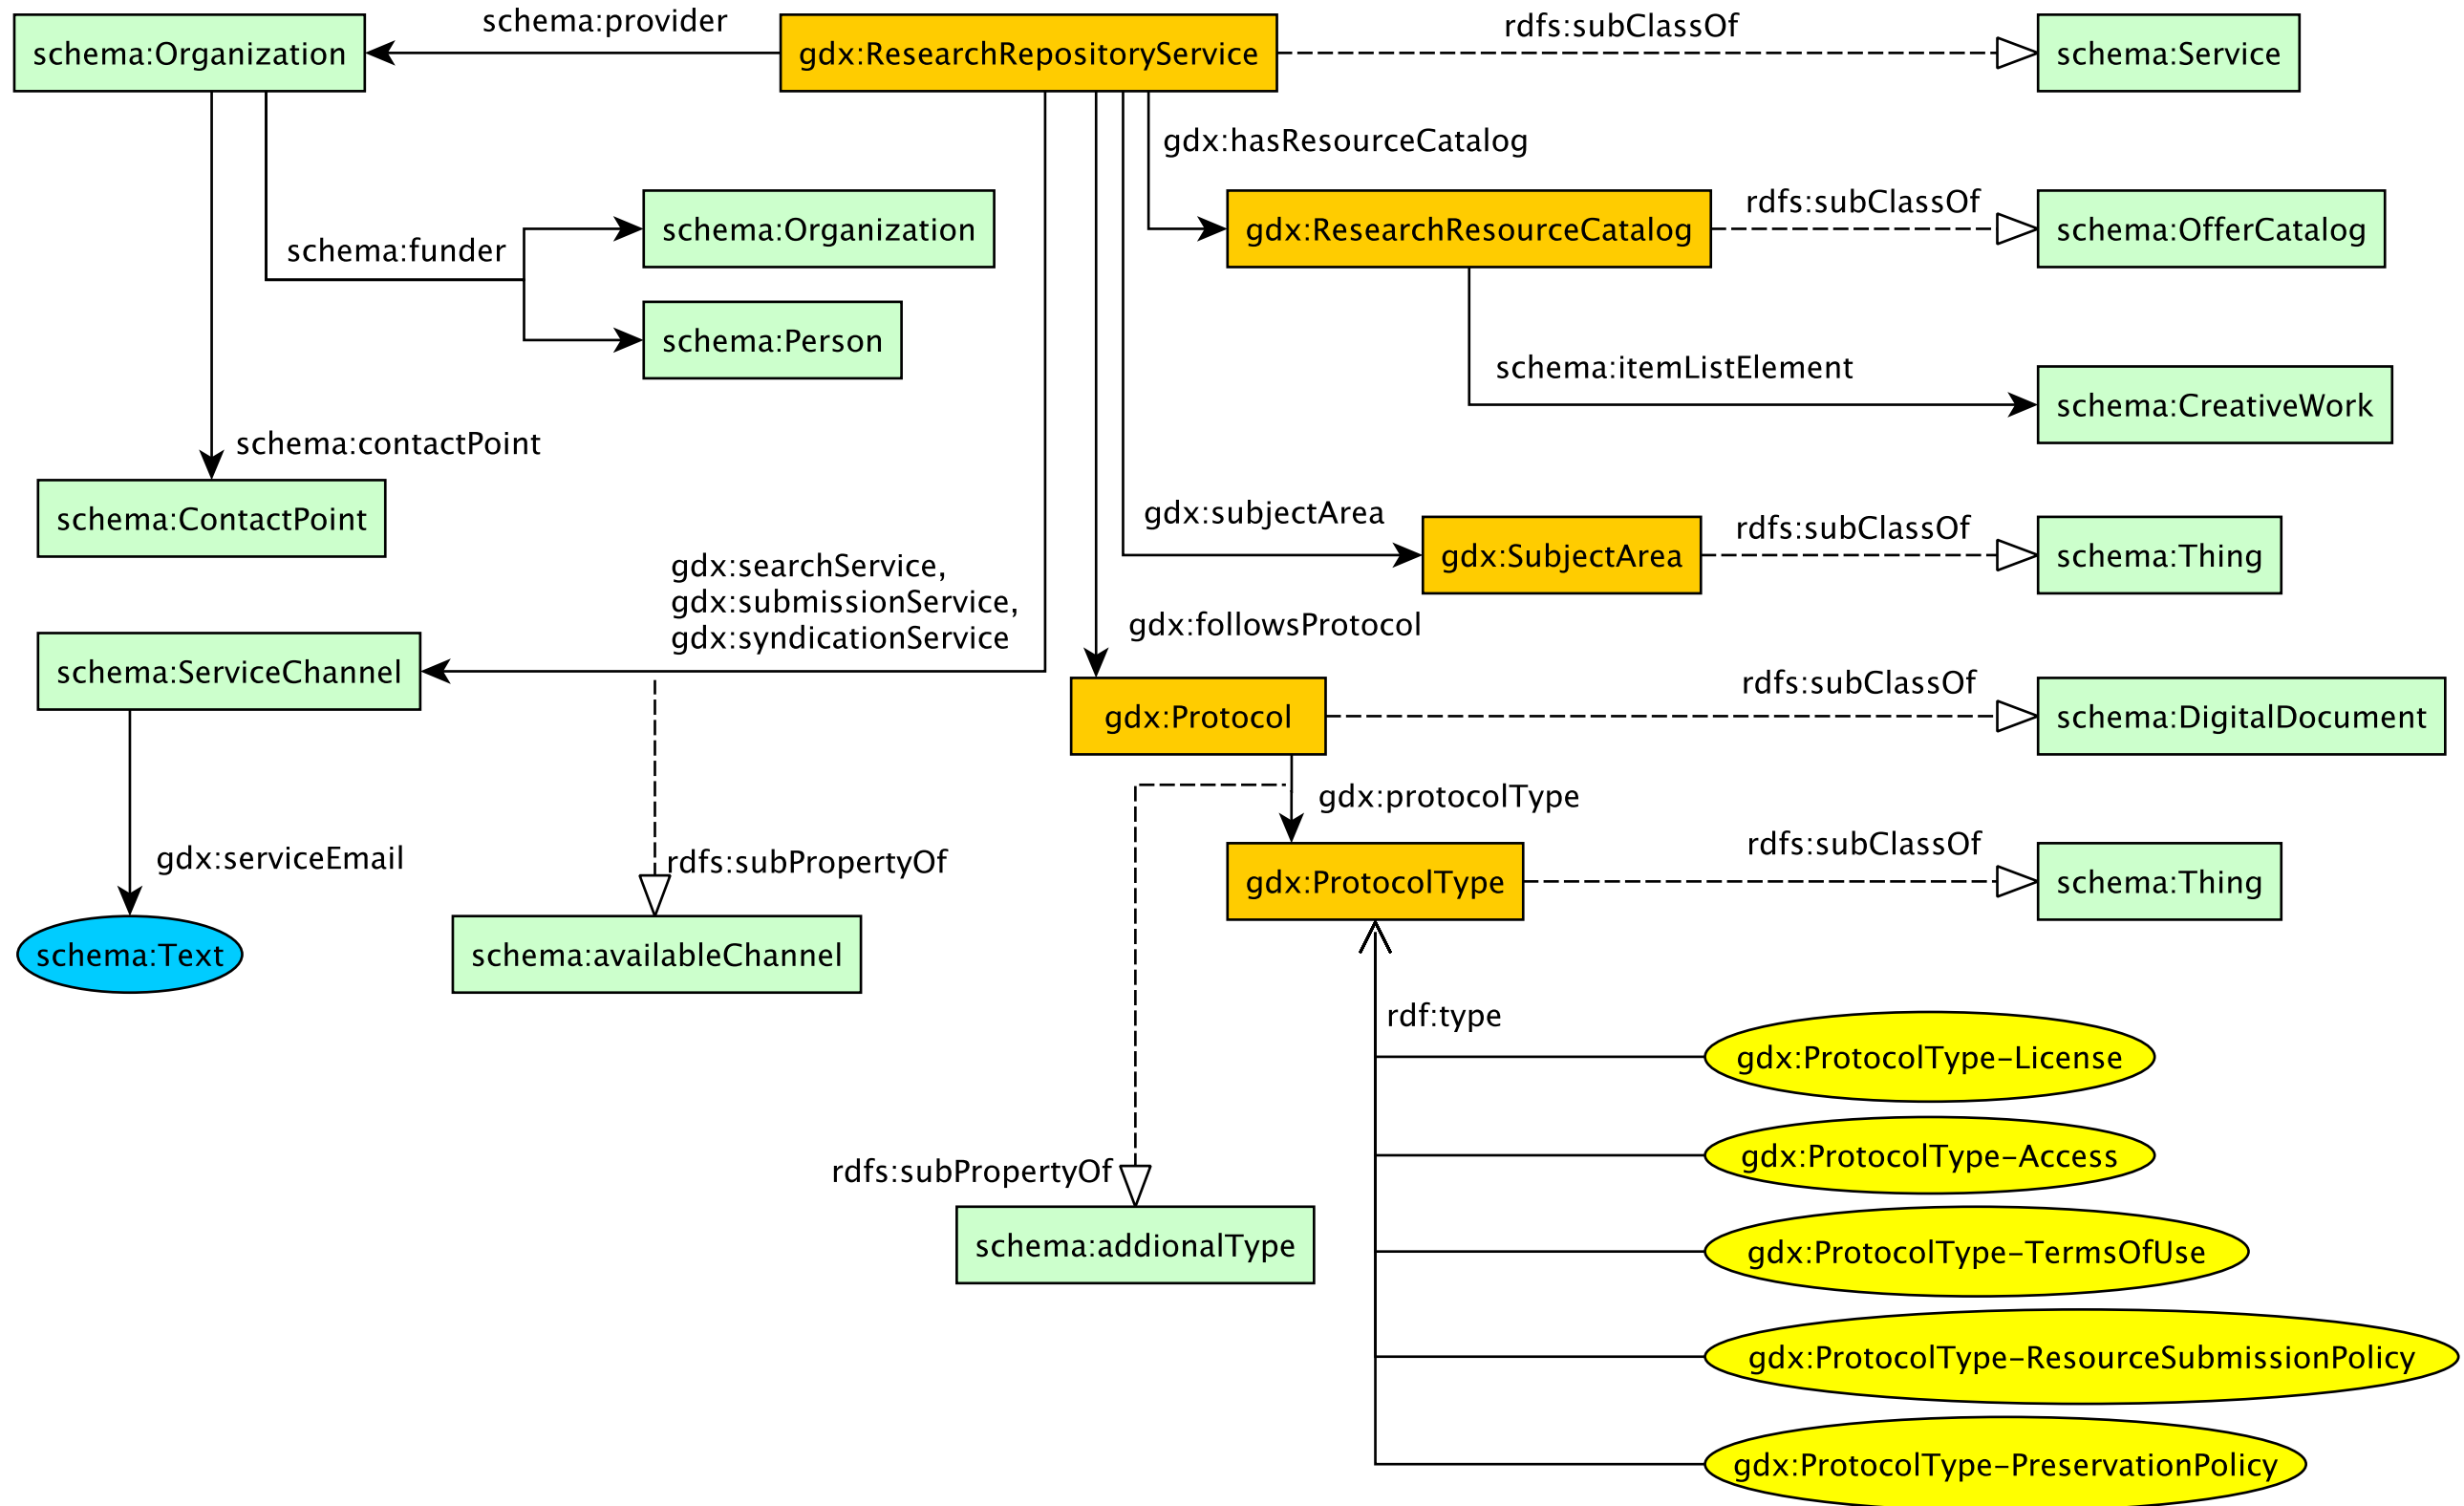 schema:provider
rdfs:subClassOf
schema:Organization
gdx:ResearchRepositoryService
schema:Service
gdx:hasResourceCatalog
rdfs:subClassOf
schema:Organization
gdx:ResearchResourceCatalog
schema:OfferCatalog
schema:funder
schema:Person
schema:itemListElement
schema:CreativeWork
schema:contactPoint
schema:ContactPoint
gdx:subjectArea
rdfs:subClassOf
gdx:SubjectArea
schema:Thing
gdx:searchService,
gdx:submissionService,
gdx:syndicationService
gdx:followsProtocol
schema:ServiceChannel
rdfs:subClassOf
gdx:Protocol
schema:DigitalDocument
gdx:protocolType
gdx:serviceEmail
rdfs:subPropertyOf
rdfs:subClassOf
gdx:ProtocolType
schema:Thing
schema:Text
schema:availableChannel
rdf:type
gdx:ProtocolType-License
gdx:ProtocolType-Access
rdfs:subPropertyOf
schema:addionalType
gdx:ProtocolType-TermsOfUse
gdx:ProtocolType-ResourceSubmissionPolicy
gdx:ProtocolType-PreservationPolicy